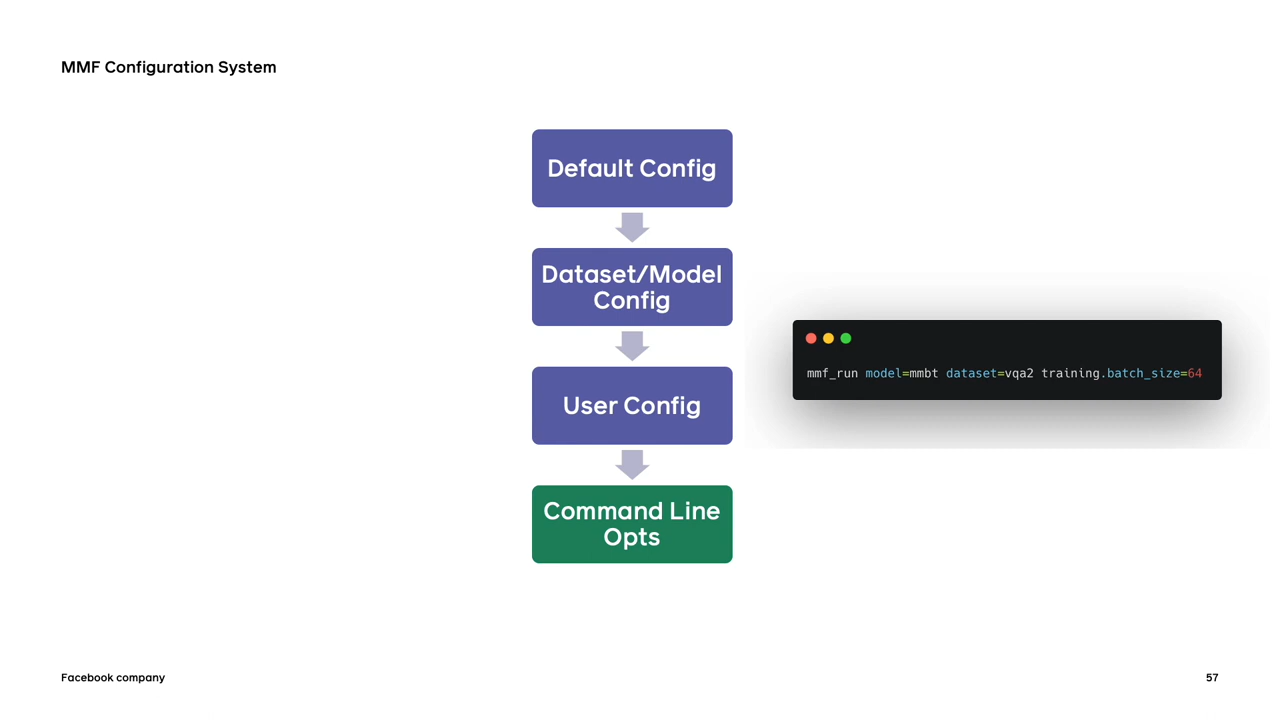 MMF Configuration System
Default Config
Dataset/Model
Config
User Config
Command Line
Opts
mmf_run model=mmbt dataset=vqa2 training.batch_size=64
Facebook company
57